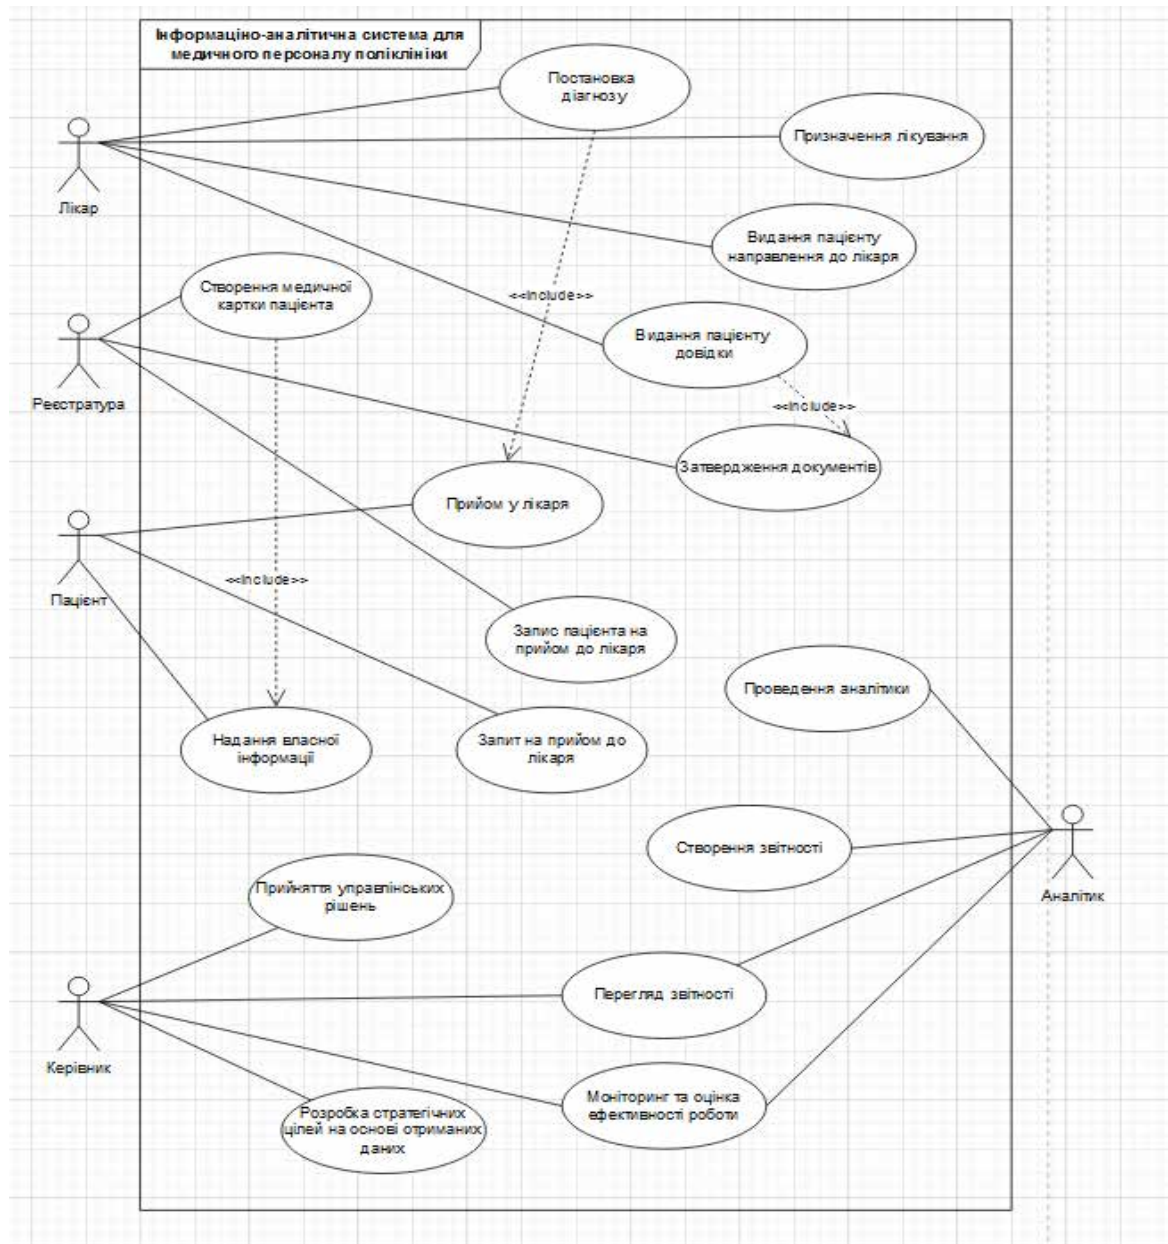 Інформаціно-аналітична система для
медичного персоналу поліклініки
Постановка
діагнозу
Призначення лікування
Лікар
Видання пацієнту
направлення до лікаря
Створення медичної
картки пацієнта
<<include>>
Видання пацієнту
довідки
Реєстратура
<<include>>
Затвердження документів
Прийом у лікаря
<<include>>
Пацієнт
Запис пацієнта на
прийом до лікаря
Проведення аналітики
Надання власної
інформації
Запит на прийом до
лікаря
Створення звітності
Аналітик
Прийняття управлінських
рішень
Перегляд звітності
Керівник
Моніторинг та оцінка
ефективності роботи
Розробка стратегічних
цілей на основі отриманих
даних